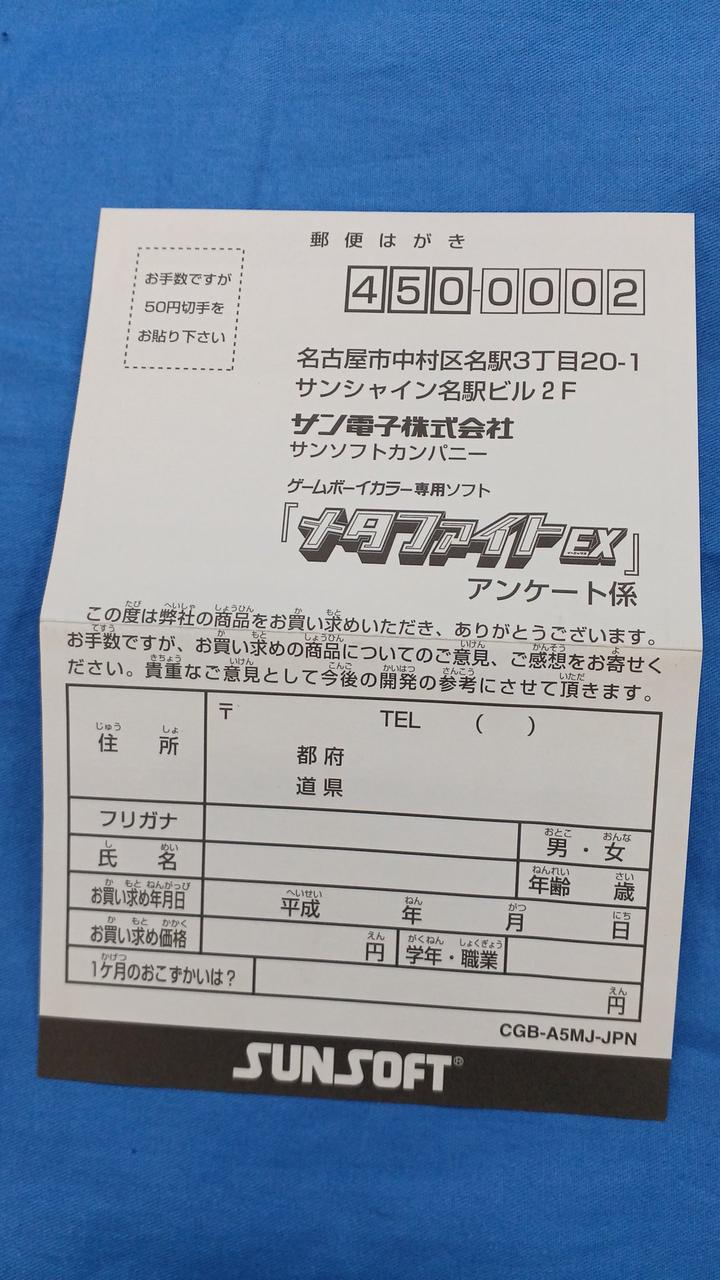 郵便はがき
お手数ですが
50円切手を
お貼り下さい
450-0002
名古屋市中村区名駅3丁目20-1
サンシャイン名駅ビル2F
サン電子株式会社
サンソフトカンパニー
ゲームボーイカラー専用ソフト
『メタファイトEX』
アンケート係
この度は弊社の商品をお買い求めいただき、ありがとうございます。
お手数ですが、お買い求めの商品についてのご意見、ご感想をお寄せく
ださい。貴重なご意見として今後の開発の参考にさせて頂きます。
住所 〒 TEL ( )
都府
道県
フリガナ
男・女
氏名
年齢 歳
お買い求め年月日 平成 年 月 日
お買い求め価格 円 学年・職業
1ケ月のおこずかいは? 円
CGB-A5MJ-JPN
SUNSOFT®